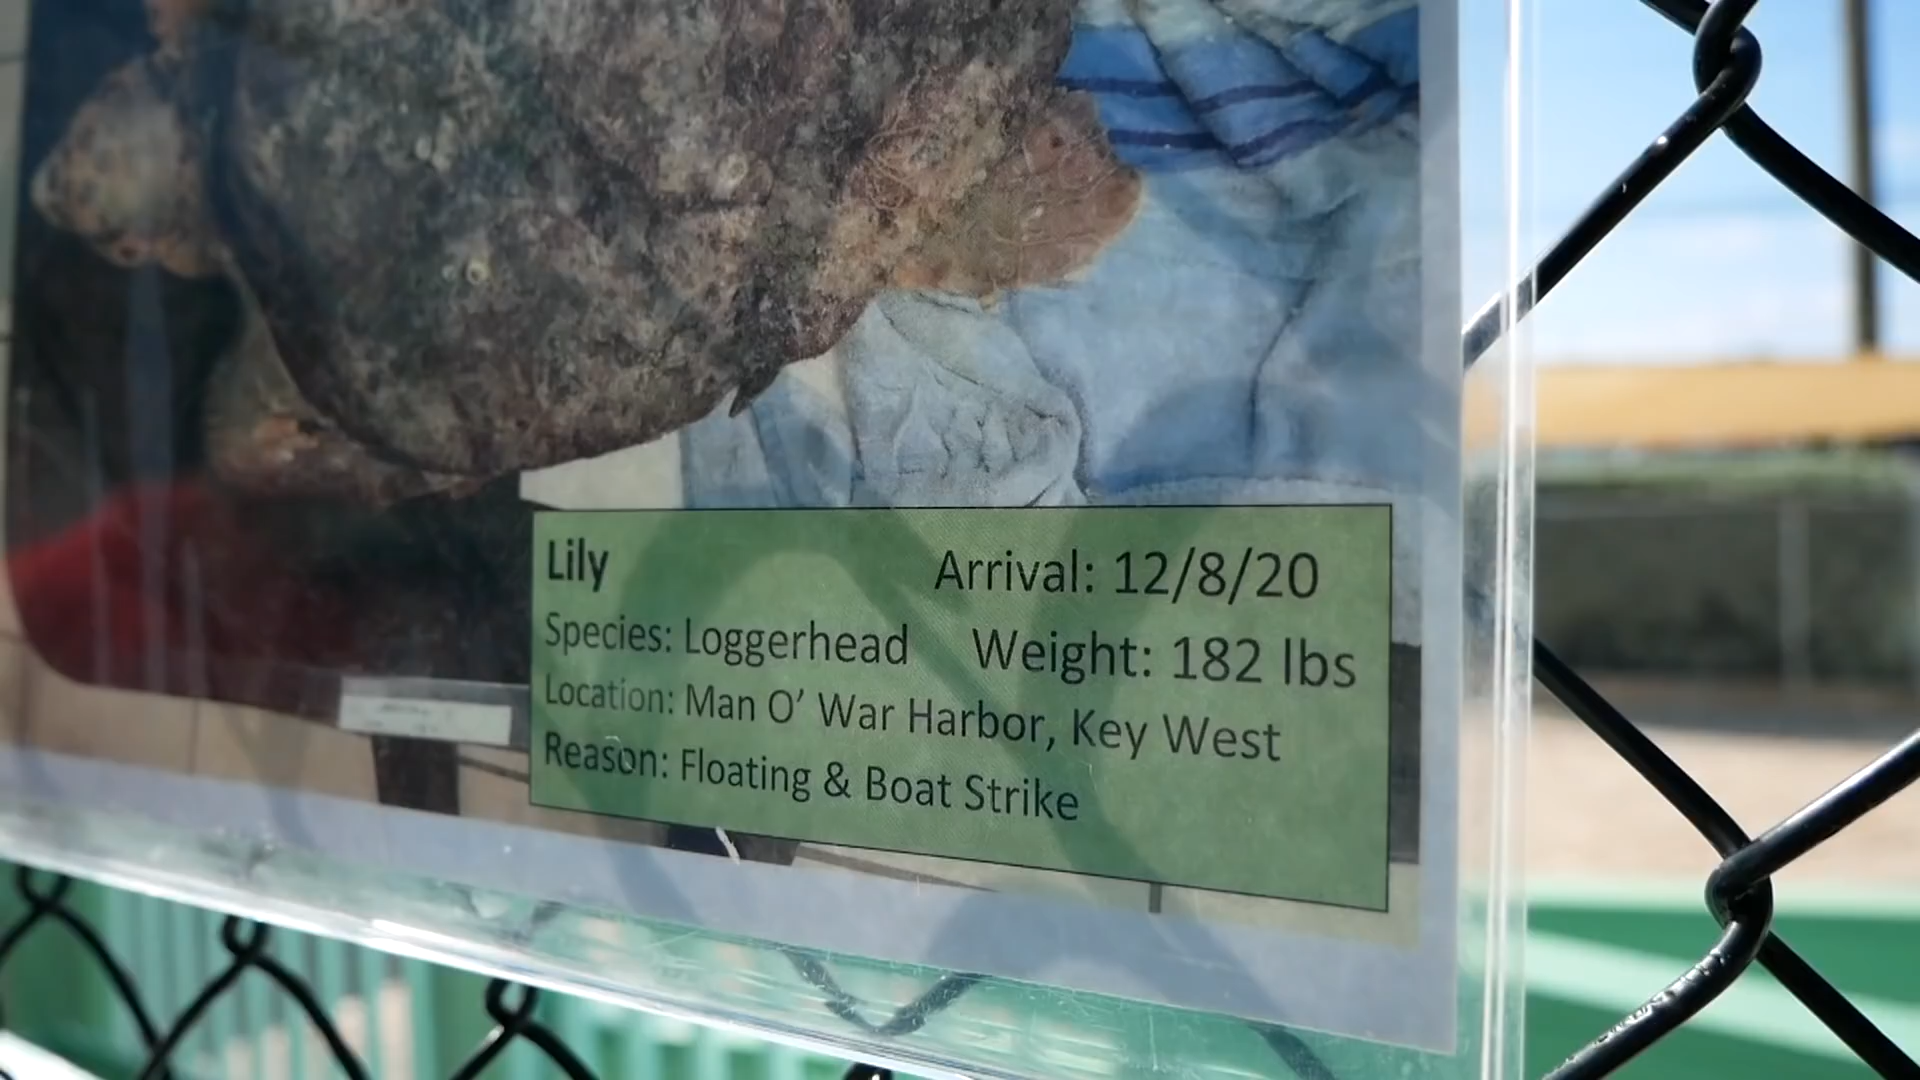 Lily Arrival: 12/8/20
Species: Loggerhead Weight: 182 lbs
Location: Man O’ War Harbor, Key West
Reason: Floating & Boat Strike